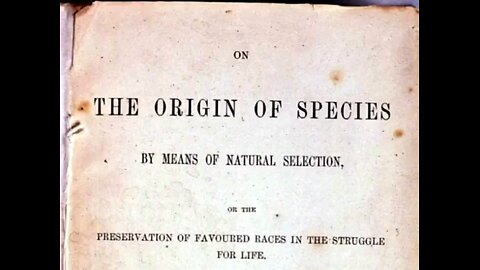 ON
THE ORIGIN OF SPECIES
BY MEANS OF NATURAL SELECTION,
OR THE
PRESERVATION OF FAVOURED RACES IN THE STRUGGLE
FOR LIFE.